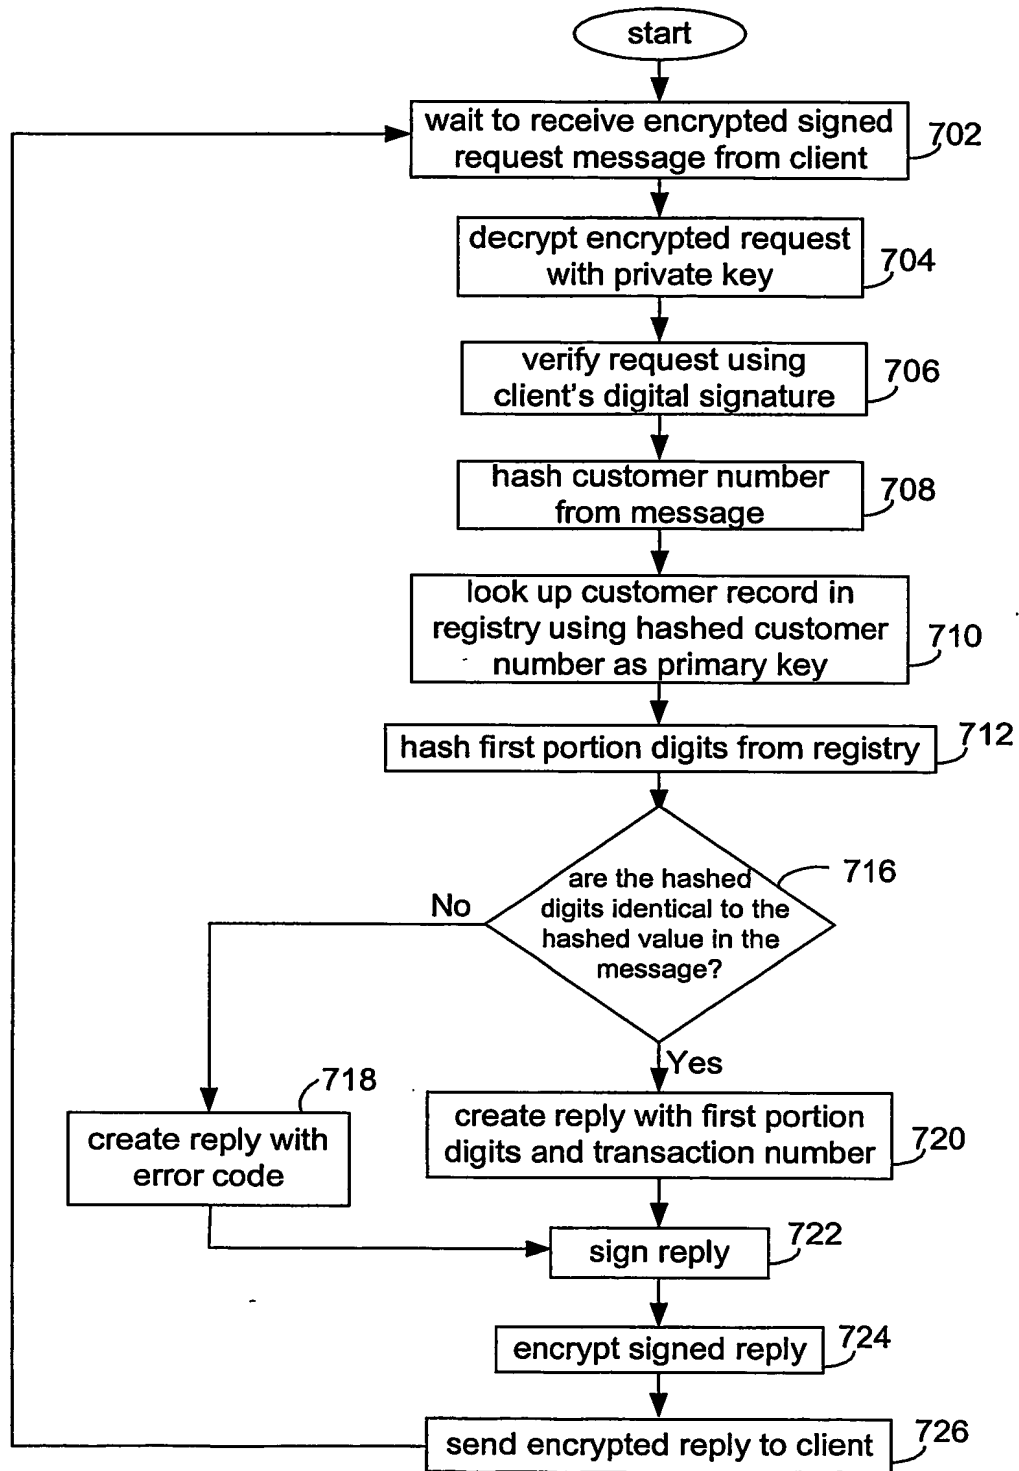 start
wait to receive encrypted signed
request message from client
702
decrypt encrypted request
with private key
704
verify request using
client's digital signature
706
hash customer number
from message
708
look up customer record in
registry using hashed customer
number as primary key
710
hash first portion digits from registry
712
are the hashed
digits identical to the
hashed value in the
message?
716
No
Yes
718
create reply with
error code
create reply with first portion
digits and transaction number
720
sign reply
722
encrypt signed reply
724
send encrypted reply to client
726